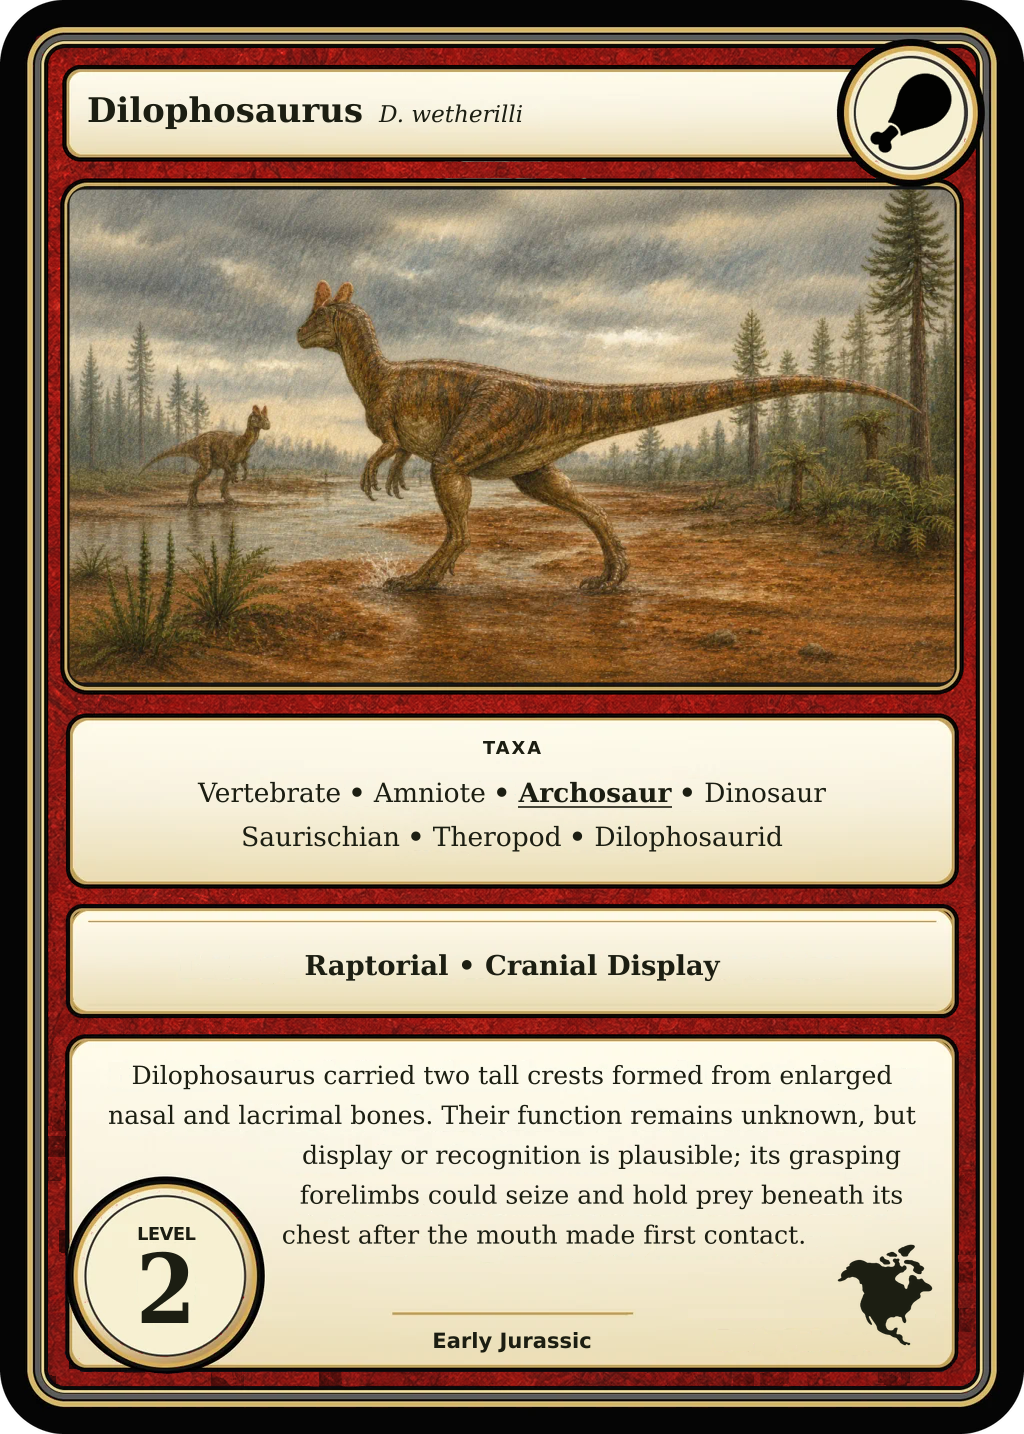 Dilophosaurus D. wetherilli
TAXA
Vertebrate • Amniote • Archosaur • Dinosaur
Saurischian • Theropod • Dilophosaurid
Raptorial • Cranial Display
Dilophosaurus carried two tall crests formed from enlarged
nasal and lacrimal bones. Their function remains unknown, but
display or recognition is plausible; its grasping
forelimbs could seize and hold prey beneath its
chest after the mouth made first contact.
LEVEL
2
Early Jurassic